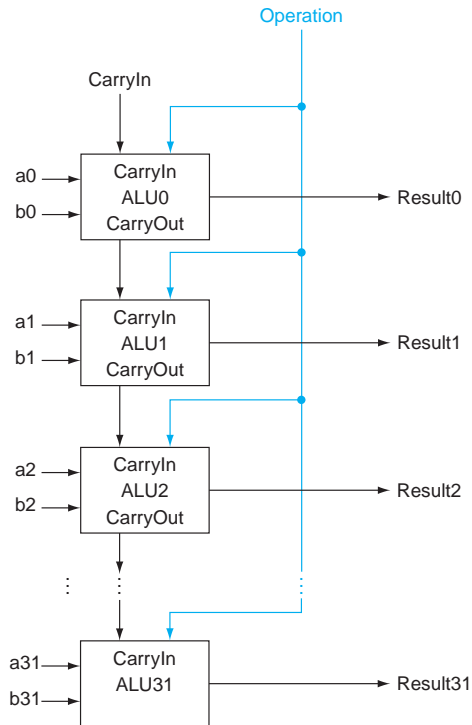 Operation
CarryIn
a0
b0
CarryIn
ALU0
CarryOut
Result0
a1
b1
CarryIn
ALU1
CarryOut
Result1
a2
b2
CarryIn
ALU2
CarryOut
Result2
a31
b31
CarryIn
ALU31
Result31